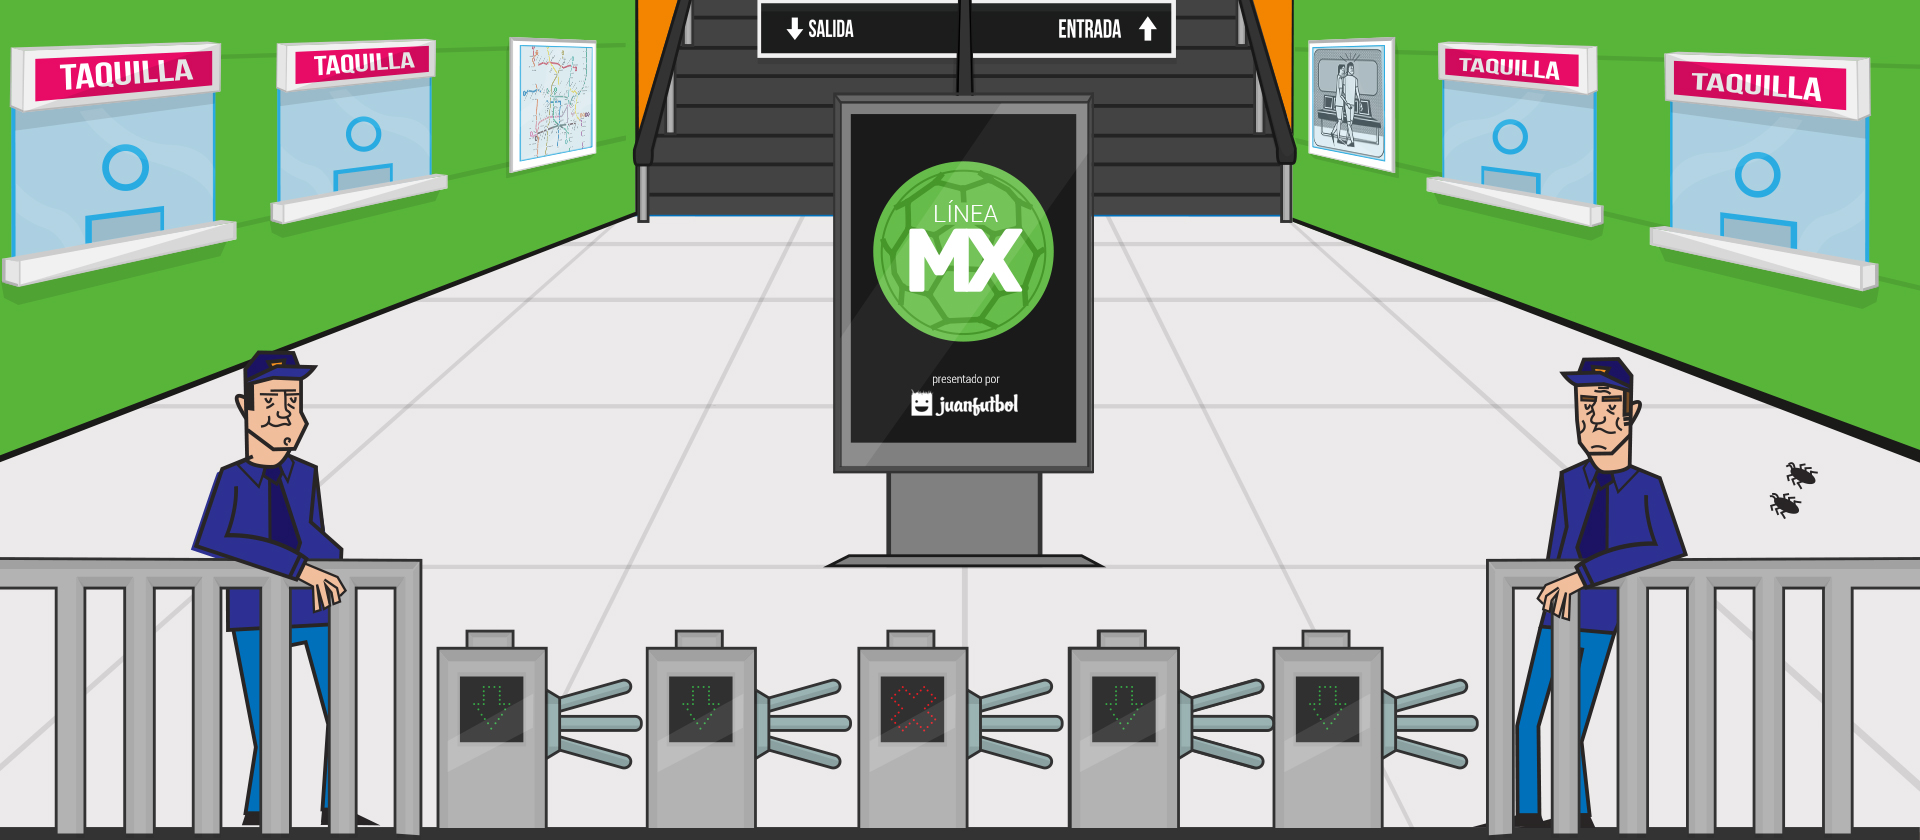 SALIDA
ENTRADA
TAQUILLA
TAQUILLA
TAQUILLA
TAQUILLA
LÍNEA
MX
presentado por
juanfutbol